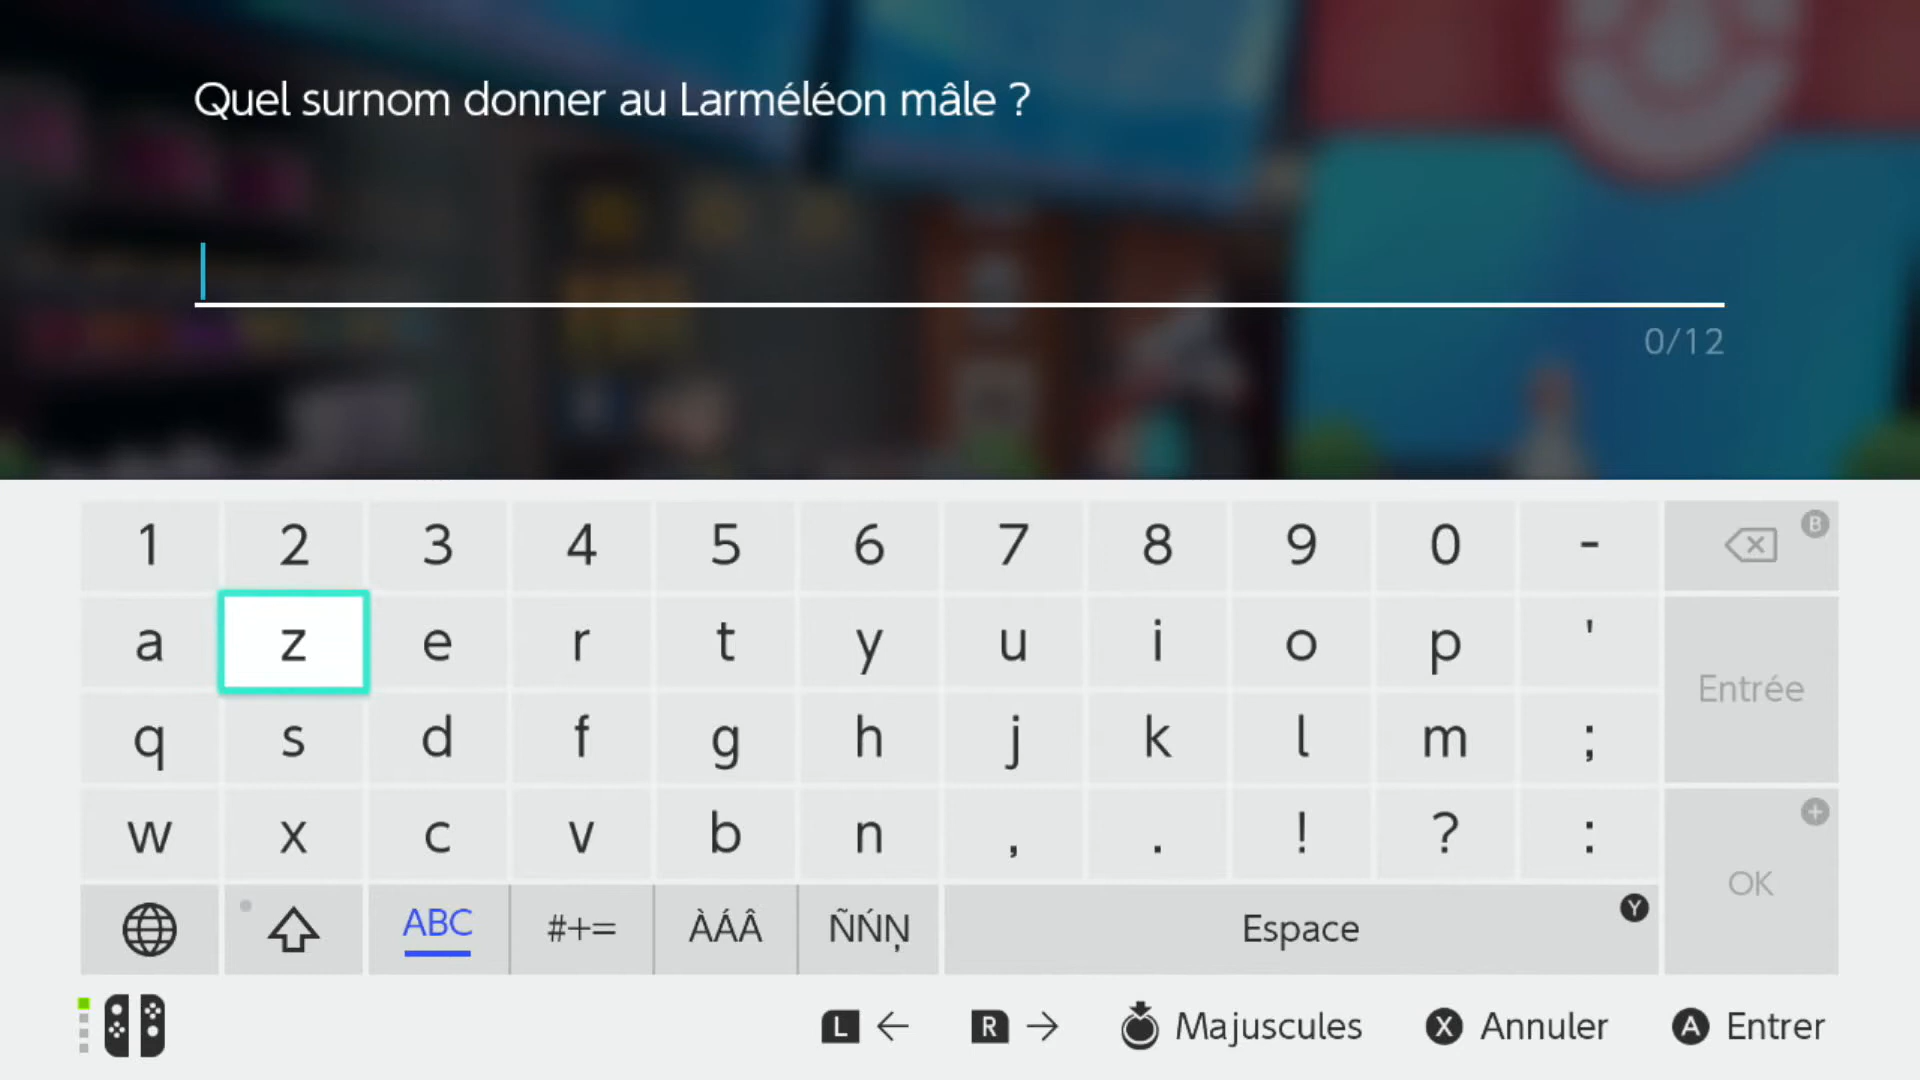 Quel surnom donner au Larméléon mâle ?
0/12
1 2 3 4 5 6 7 8 9 0 - B
a z e r t y u i o p '
Entrée
q s d f g h j k l m ;
w x c v b n , . ! ? :
OK
ABC #+= ÀÁÂ ÑŃŅ Espace Y
L ← R → Majuscules X Annuler A Entrer